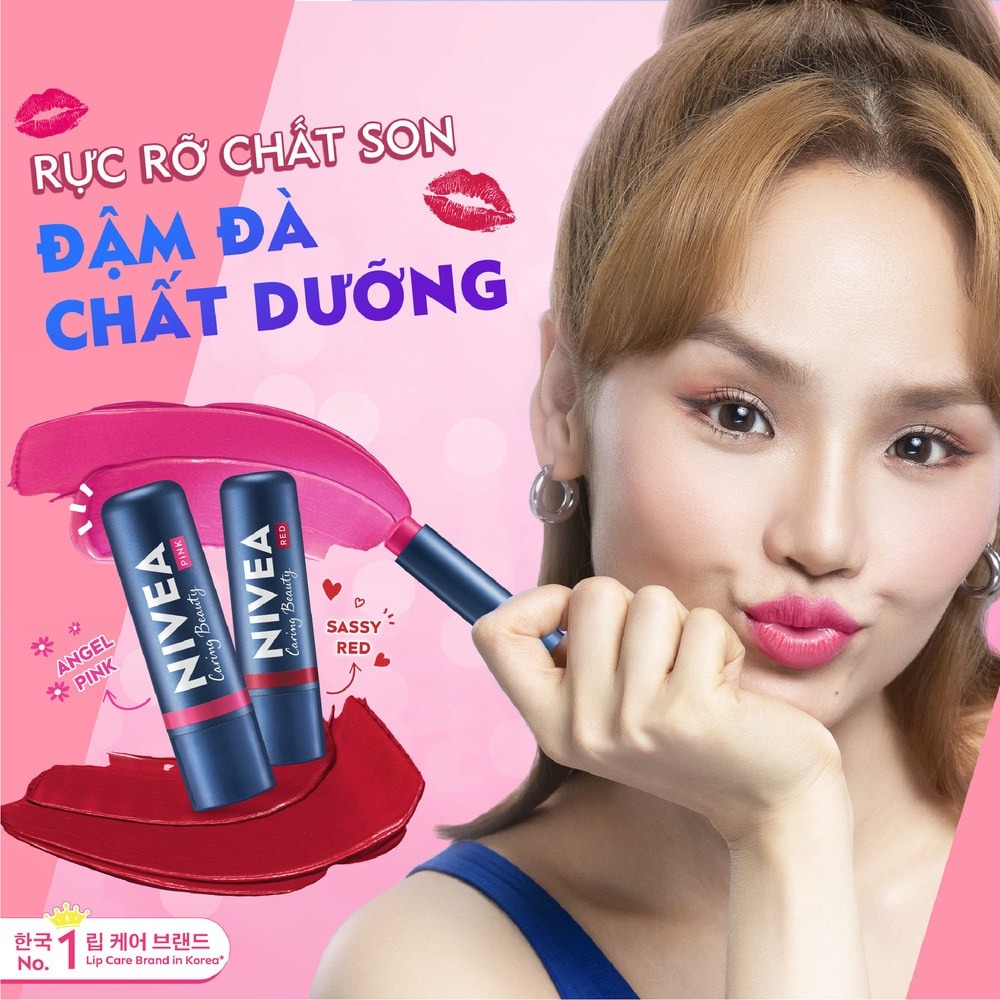 RỰC RỠ CHẤT SON
ĐẬM ĐÀ
CHẤT DƯỠNG
NIVEA
PINK
Caring Beauty
NIVEA
RED
Caring Beauty
ANGEL
PINK
SASSY
RED
한국 1 립 케어 브랜드
No. Lip Care Brand in Korea*